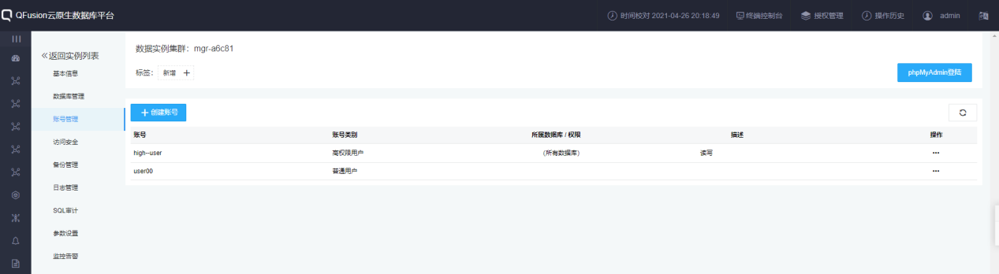 QFusion云原生数据库平台
时间校对 2021-04-26 20:18:49 终端控制台 授权管理 操作历史 admin
返回实例列表
基本信息
数据库管理
账号管理
访问安全
备份管理
日志管理
SQL审计
参数设置
监控告警
数据实例集群：mgr-a6c81
标签： 新增 +
phpMyAdmin登陆
+ 创建账号
账号 账号类别 所属数据库 / 权限 描述 操作
high--user 高权限用户 (所有数据库) 读写 ...
user00 普通用户 ...